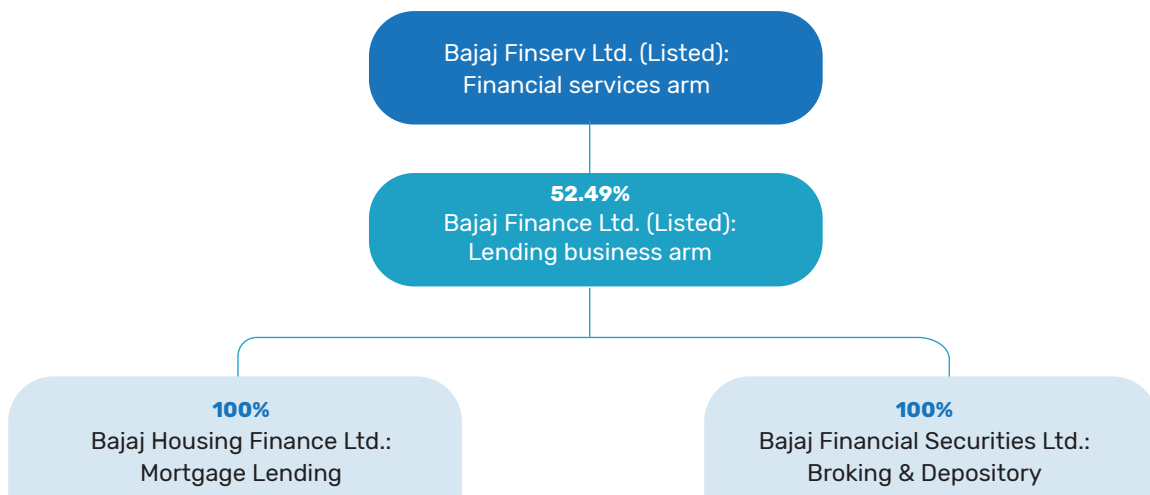 Bajaj Finserv Ltd. (Listed):
Financial services arm
52.49%
Bajaj Finance Ltd. (Listed):
Lending business arm
100%
Bajaj Housing Finance Ltd.:
Mortgage Lending
100%
Bajaj Financial Securities Ltd.:
Broking & Depository